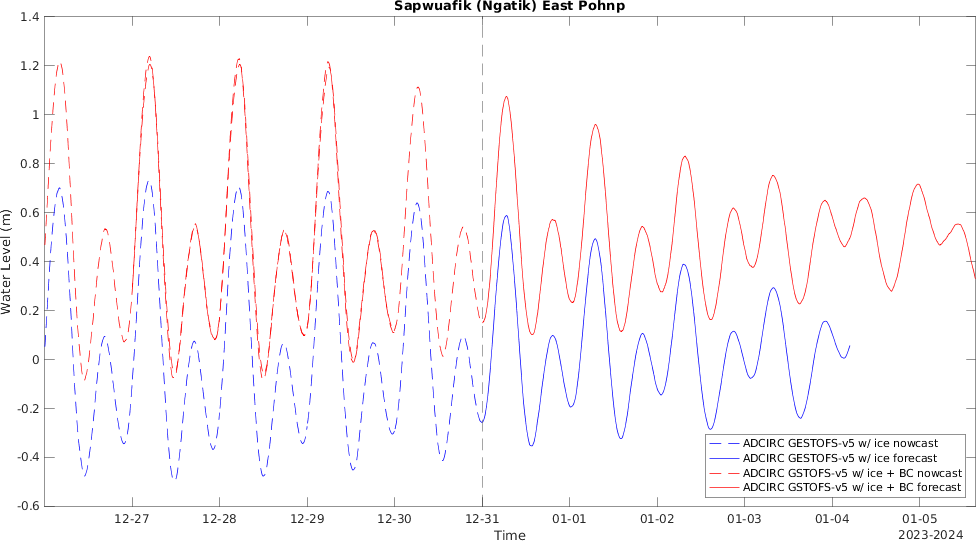 Sapwuafik (Ngatik) East Pohnp
1.4
1.2
1
0.8
0.6
0.4
0.2
0
-0.2
-0.4
-0.6
Water Level (m)
ADCIRC GESTOFS-v5 w/ ice nowcast
ADCIRC GESTOFS-v5 w/ ice forecast
ADCIRC GSTOFS-v5 w/ ice + BC nowcast
ADCIRC GSTOFS-v5 w/ ice + BC forecast
12-27 12-28 12-29 12-30 12-31 01-01 01-02 01-03 01-04 01-05
Time
2023-2024